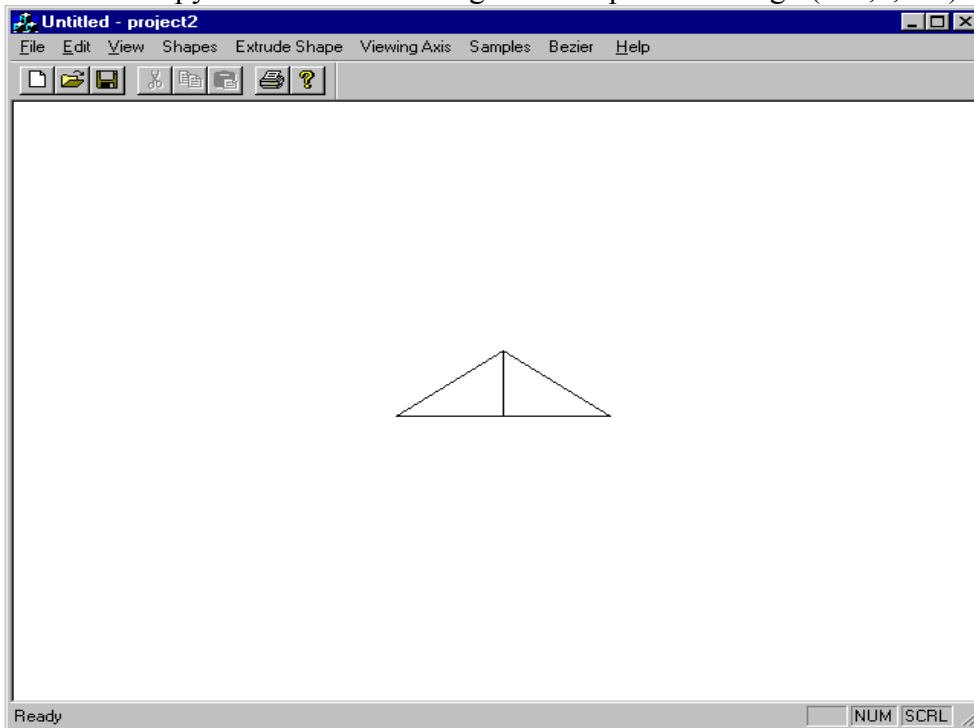 Untitled - project2
File Edit View Shapes Extrude Shape Viewing Axis Samples Bezier Help
Ready NUM SCRL